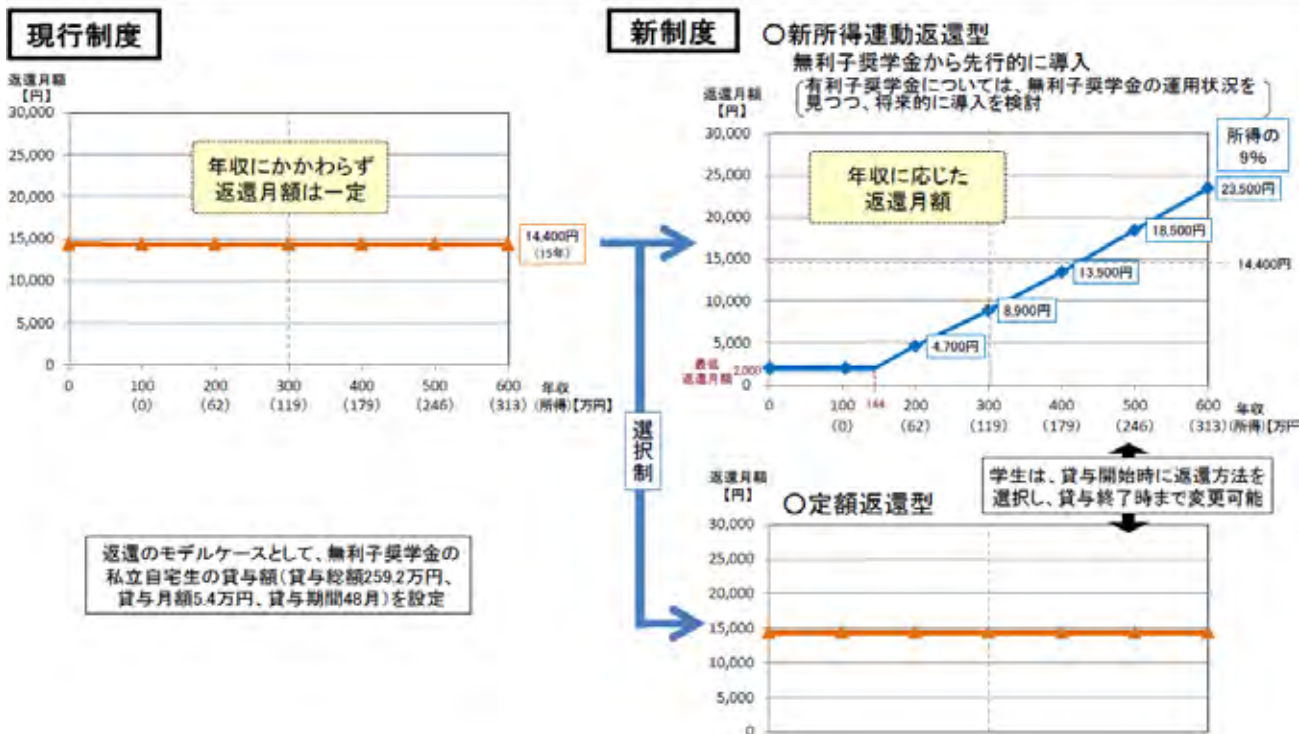 現行制度
返還月額
【円】
30,000
25,000
20,000
15,000
10,000
5,000
0
年収にかかわらず
返還月額は一定
14,400円
(15年)
0 100 200 300 400 500 600 年収
(0) (62) (119) (179) (246) (313) (所得)【万円】
返還のモデルケースとして、無利子奨学金の
私立自宅生の貸与額(貸与総額259.2万円、
貸与月額5.4万円、貸与期間48月)を設定
選択制
新制度
○新所得連動返還型
無利子奨学金から先行的に導入
(有利子奨学金については、無利子奨学金の運用状況を
見つつ、将来的に導入を検討)
返還月額
【円】
30,000
25,000
20,000
15,000
10,000
5,000
0
最低
返還月額
2,000
年収に応じた
返還月額
所得の
9%
23,500円
18,500円
14,400円
13,500円
8,900円
4,700円
0 100 144 200 300 400 500 600 年収
(0) (62) (119) (179) (246) (313) (所得)【万円
学生は、貸与開始時に返還方法を
選択し、貸与終了時まで変更可能
○定額返還型
返還月額
【円】
30,000
25,000
20,000
15,000
10,000
5,000
0